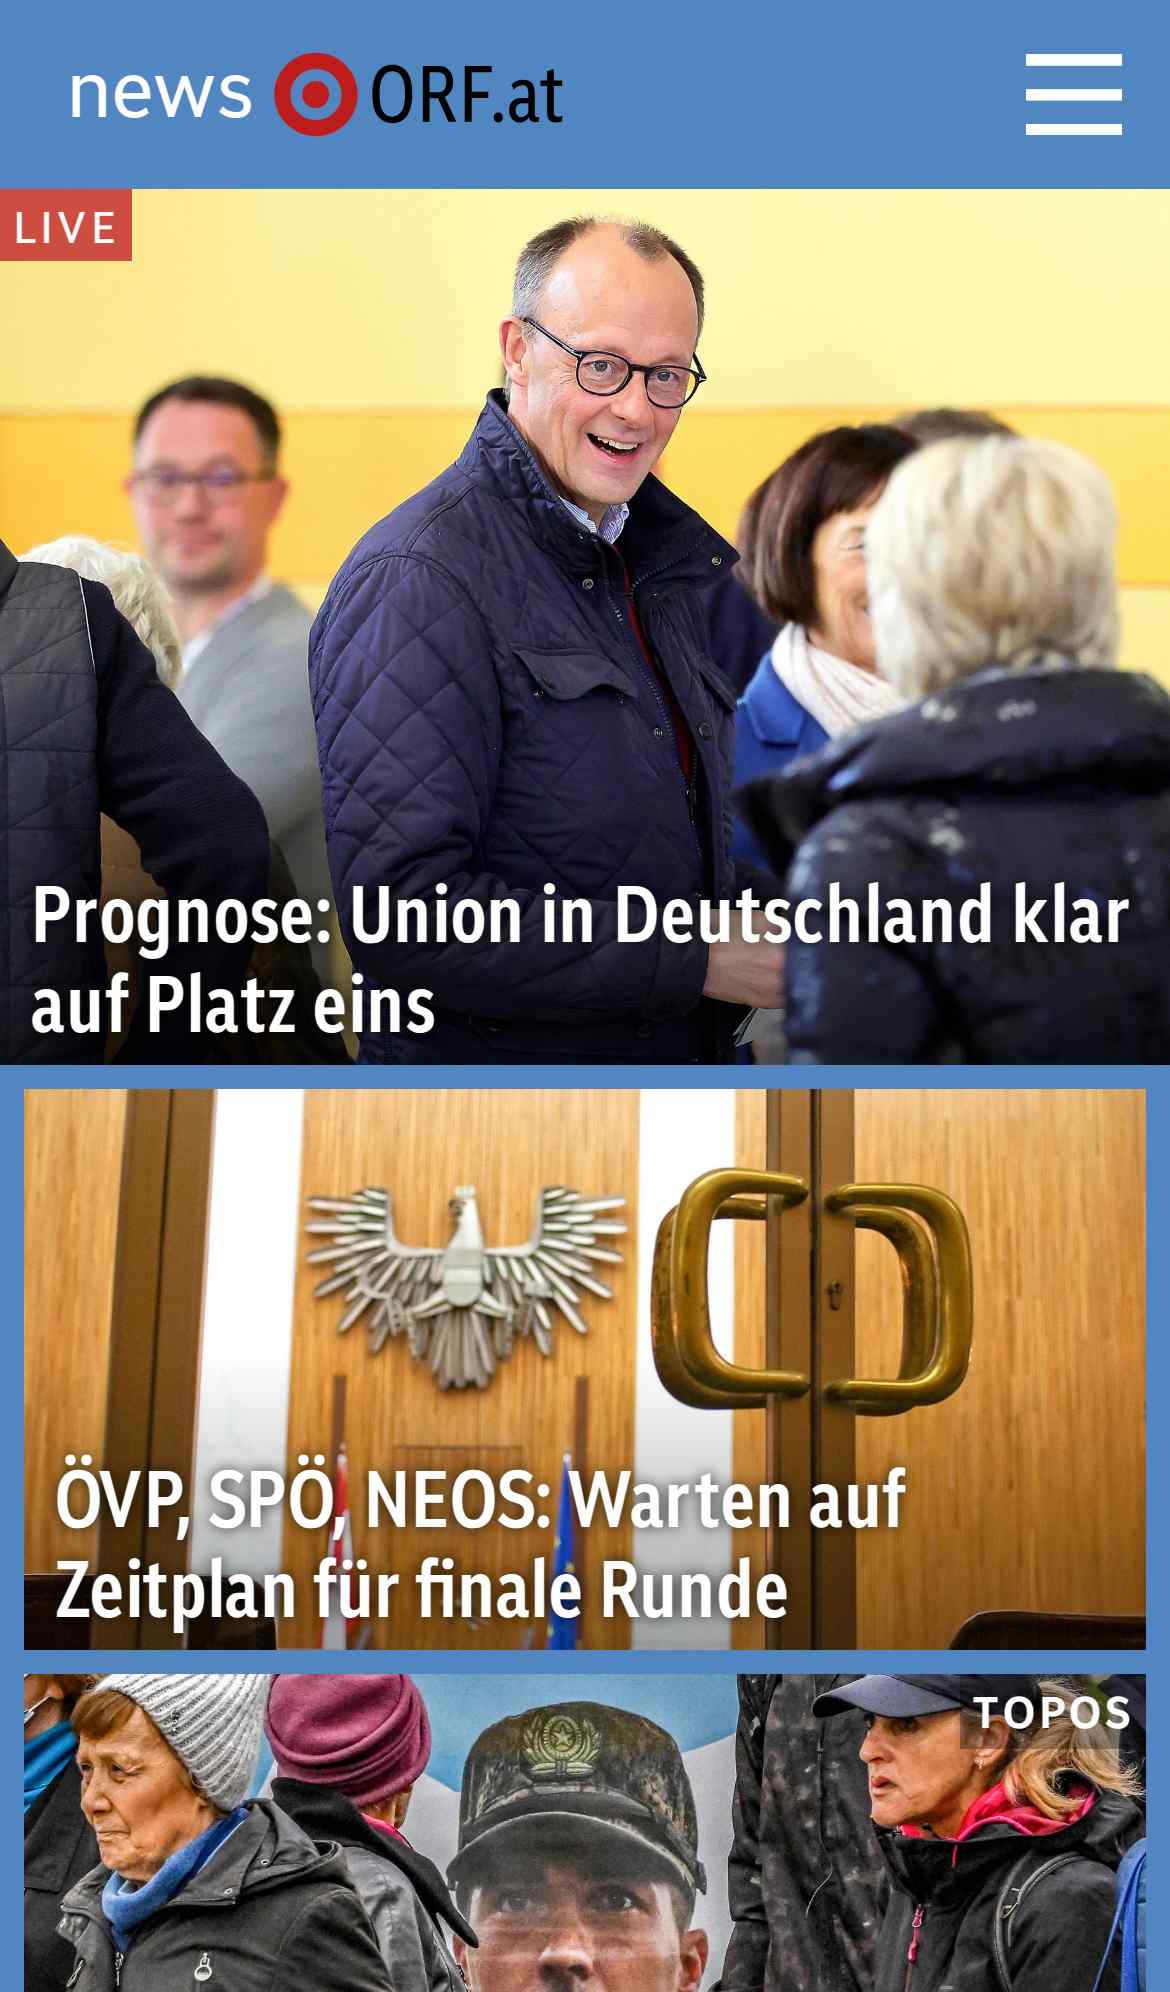 news ORF.at
LIVE
Prognose: Union in Deutschland klar
auf Platz eins
ÖVP, SPÖ, NEOS: Warten auf
Zeitplan für finale Runde
TOPOS